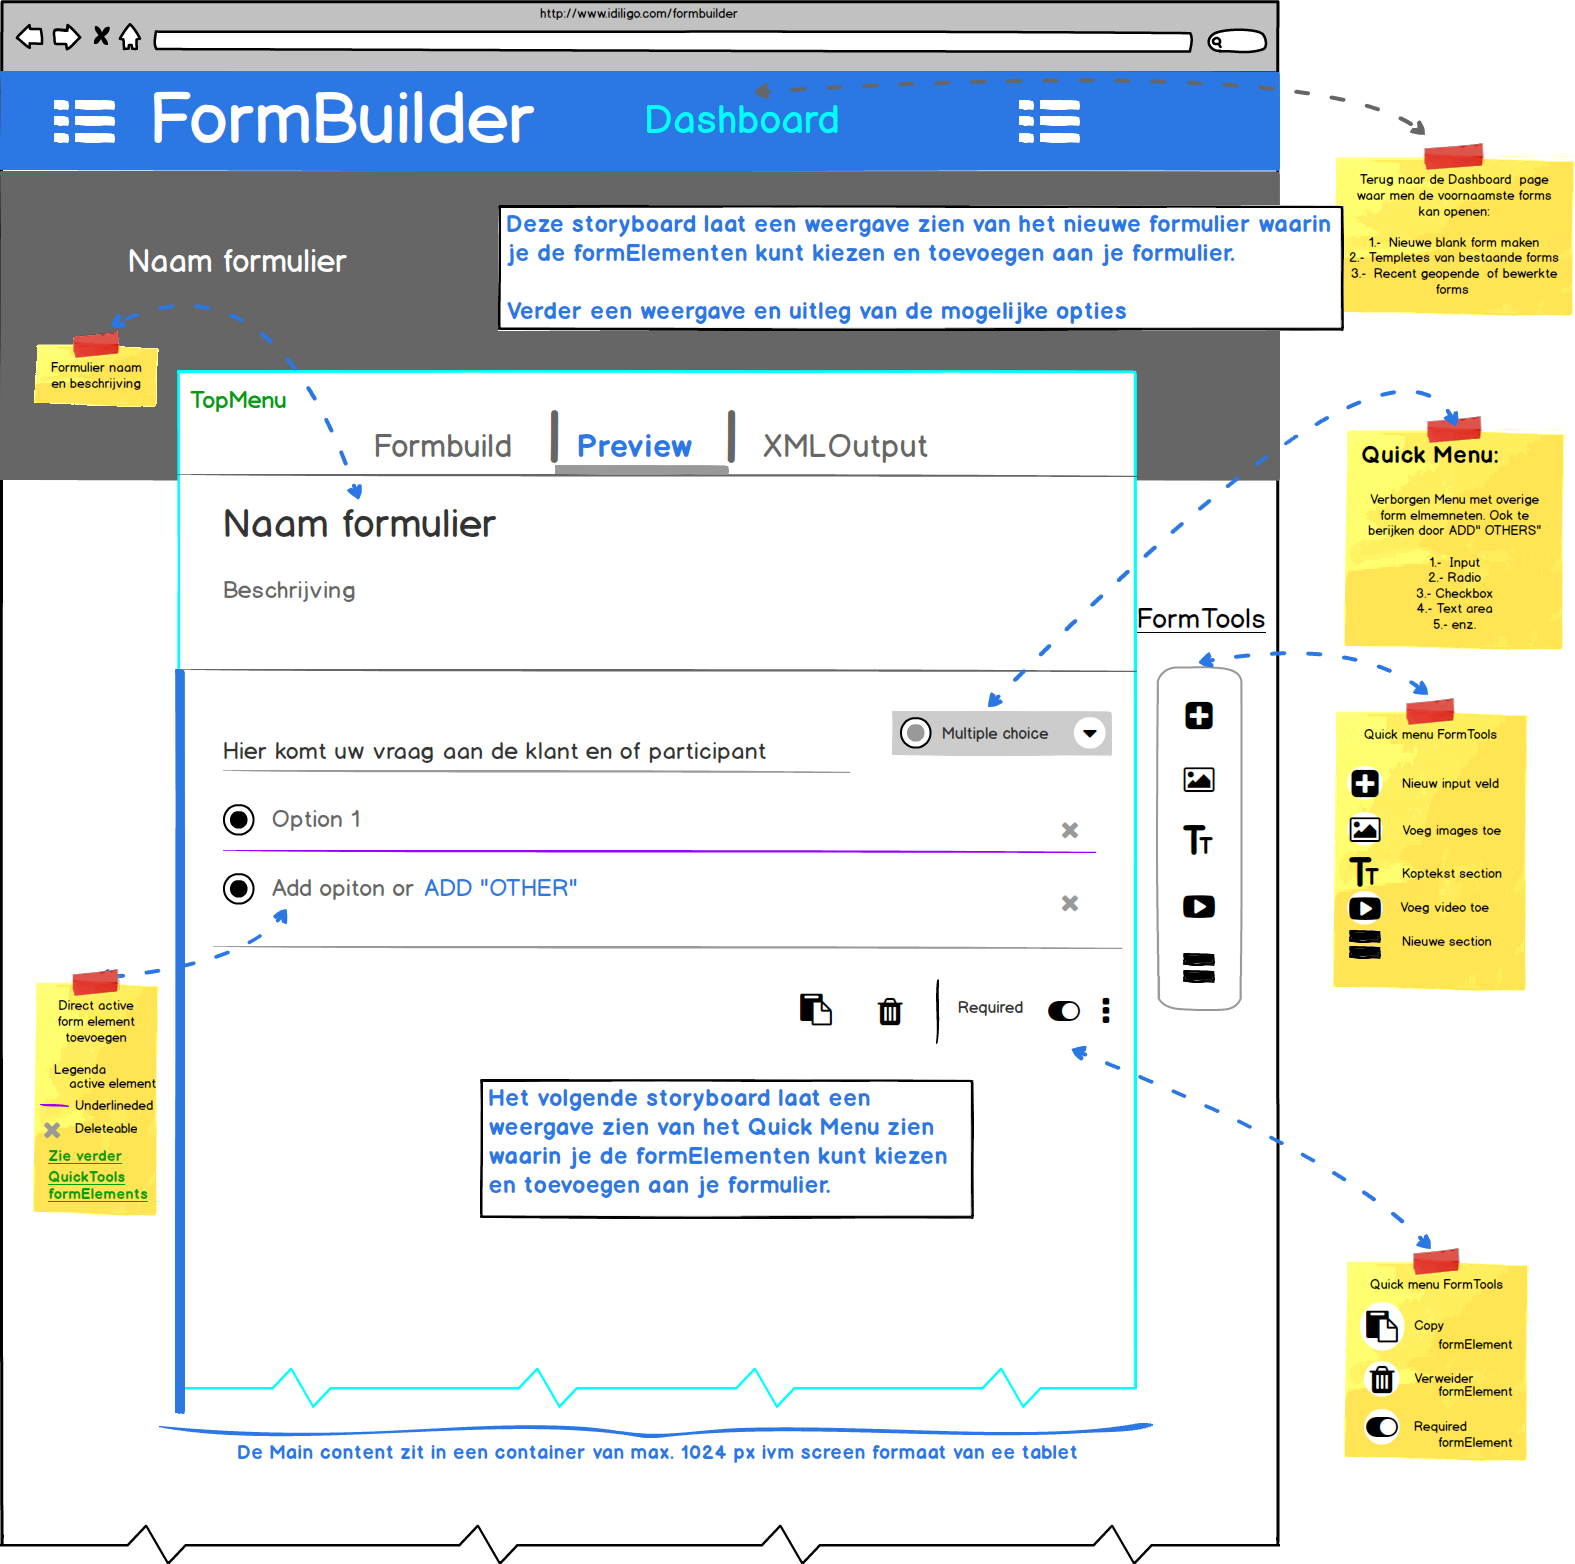 http://www.idiligo.com/formbuilder
FormBuilder
Dashboard
Terug naar de Dashboard page
waar men de voornaamste forms
kan openen:
1.- Nieuwe blank form maken
2.- Templetes van bestaande forms
3.- Recent geopende of bewerkte
forms
Deze storyboard laat een weergave zien van het nieuwe formulier waarin
je de formElementen kunt kiezen en toevoegen aan je formulier.
Verder een weergave en uitleg van de mogelijke opties
Naam formulier
Formulier naam
en beschrijving
TopMenu
Formbuild
Preview
XMLOutput
Quick Menu:
Verborgen Menu met overige
form elmemneten. Ook te
berijken door ADD" OTHERS"
1.- Input
2.- Radio
3.- Checkbox
4.- Text area
5.- enz.
Naam formulier
Beschrijving
FormTools
Multiple choice
Hier komt uw vraag aan de klant en of participant
Option 1
Add opiton or ADD "OTHER"
Quick menu FormTools
Nieuw input veld
Voeg images toe
TT Koptekst section
Voeg video toe
Nieuwe section
TT
Required
Direct active
form element
toevoegen
Legenda
active element
Underlineded
Deleteable
Zie verder
QuickTools
formElements
Het volgende storyboard laat een
weergave zien van het Quick Menu zien
waarin je de formElementen kunt kiezen
en toevoegen aan je formulier.
Quick menu FormTools
Copy
formElement
Verweider
formElement
Required
formElement
De Main content zit in een container van max. 1024 px ivm screen formaat van ee tablet